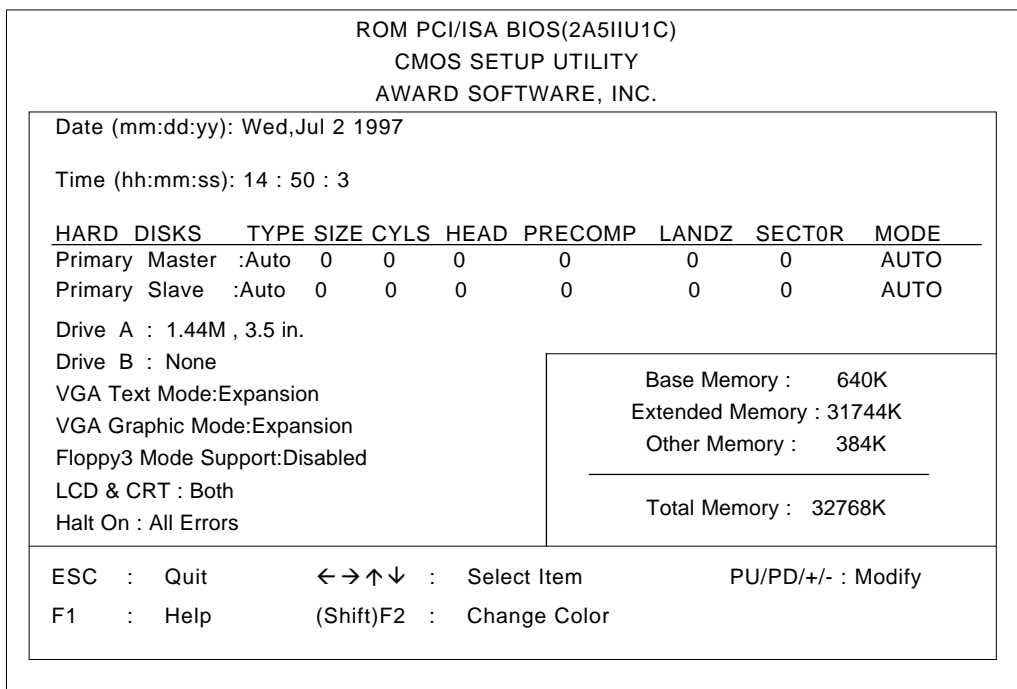 ROM PCI/ISA BIOS(2A5IIU1C)
CMOS SETUP UTILITY
AWARD SOFTWARE, INC.
Date (mm:dd:yy): Wed,Jul 2 1997
Time (hh:mm:ss): 14 : 50 : 3
HARD DISKS TYPE SIZE CYLS HEAD PRECOMP LANDZ SECT0R MODE
Primary Master :Auto 0 0 0 0 0 0 AUTO
Primary Slave :Auto 0 0 0 0 0 0 AUTO
Drive A : 1.44M , 3.5 in.
Drive B : None
VGA Text Mode:Expansion
VGA Graphic Mode:Expansion
Floppy3 Mode Support:Disabled
LCD & CRT : Both
Halt On : All Errors
Base Memory : 640K
Extended Memory : 31744K
Other Memory : 384K
Total Memory : 32768K
ESC : Quit ←→↑↓ : Select Item PU/PD/+/- : Modify
F1 : Help (Shift)F2 : Change Color